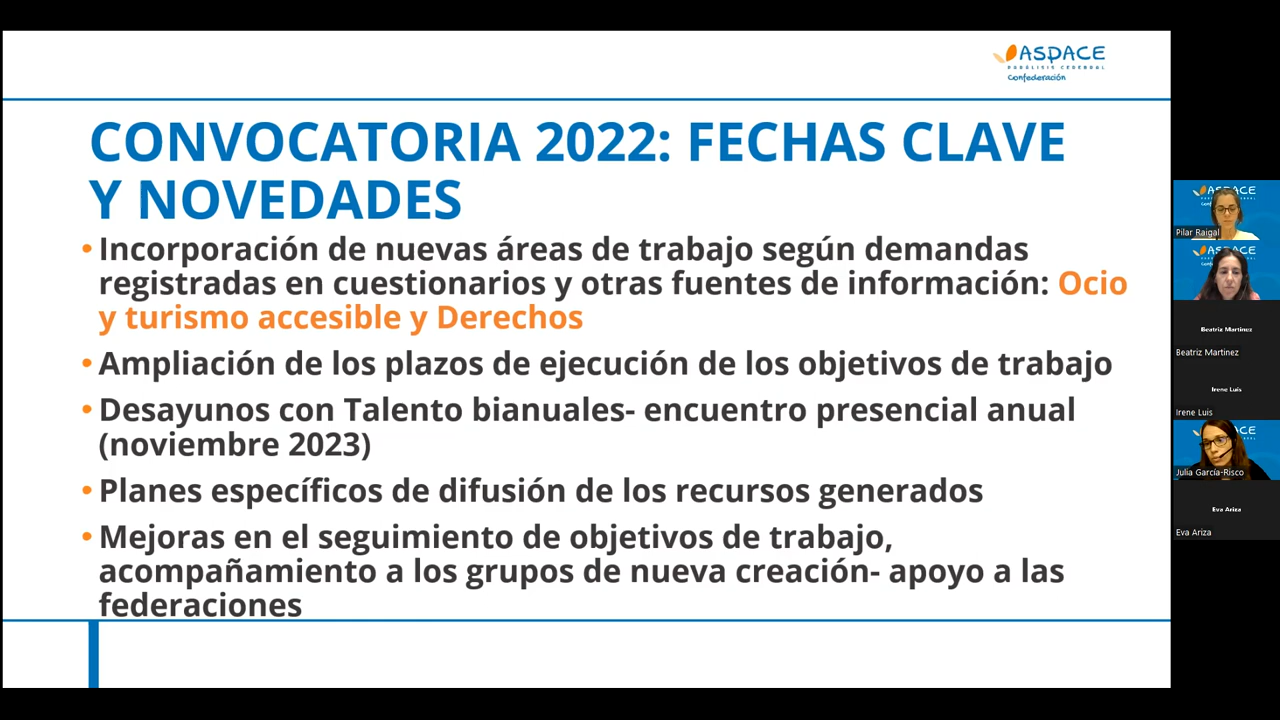 ASPACE
PARÁLISIS CEREBRAL
Confederación
CONVOCATORIA 2022: FECHAS CLAVE
Y NOVEDADES
• Incorporación de nuevas áreas de trabajo según demandas
registradas en cuestionarios y otras fuentes de información: Ocio
y turismo accesible y Derechos
• Ampliación de los plazos de ejecución de los objetivos de trabajo
• Desayunos con Talento bianuales- encuentro presencial anual
(noviembre 2023)
• Planes específicos de difusión de los recursos generados
• Mejoras en el seguimiento de objetivos de trabajo,
acompañamiento a los grupos de nueva creación- apoyo a las
federaciones
ASPACE
Pilar Raigal
ASPACE
Beatriz Martínez
Beatriz Martínez
Irene Luis
Irene Luis
Julia García-Risco
Eva Ariza
Eva Ariza